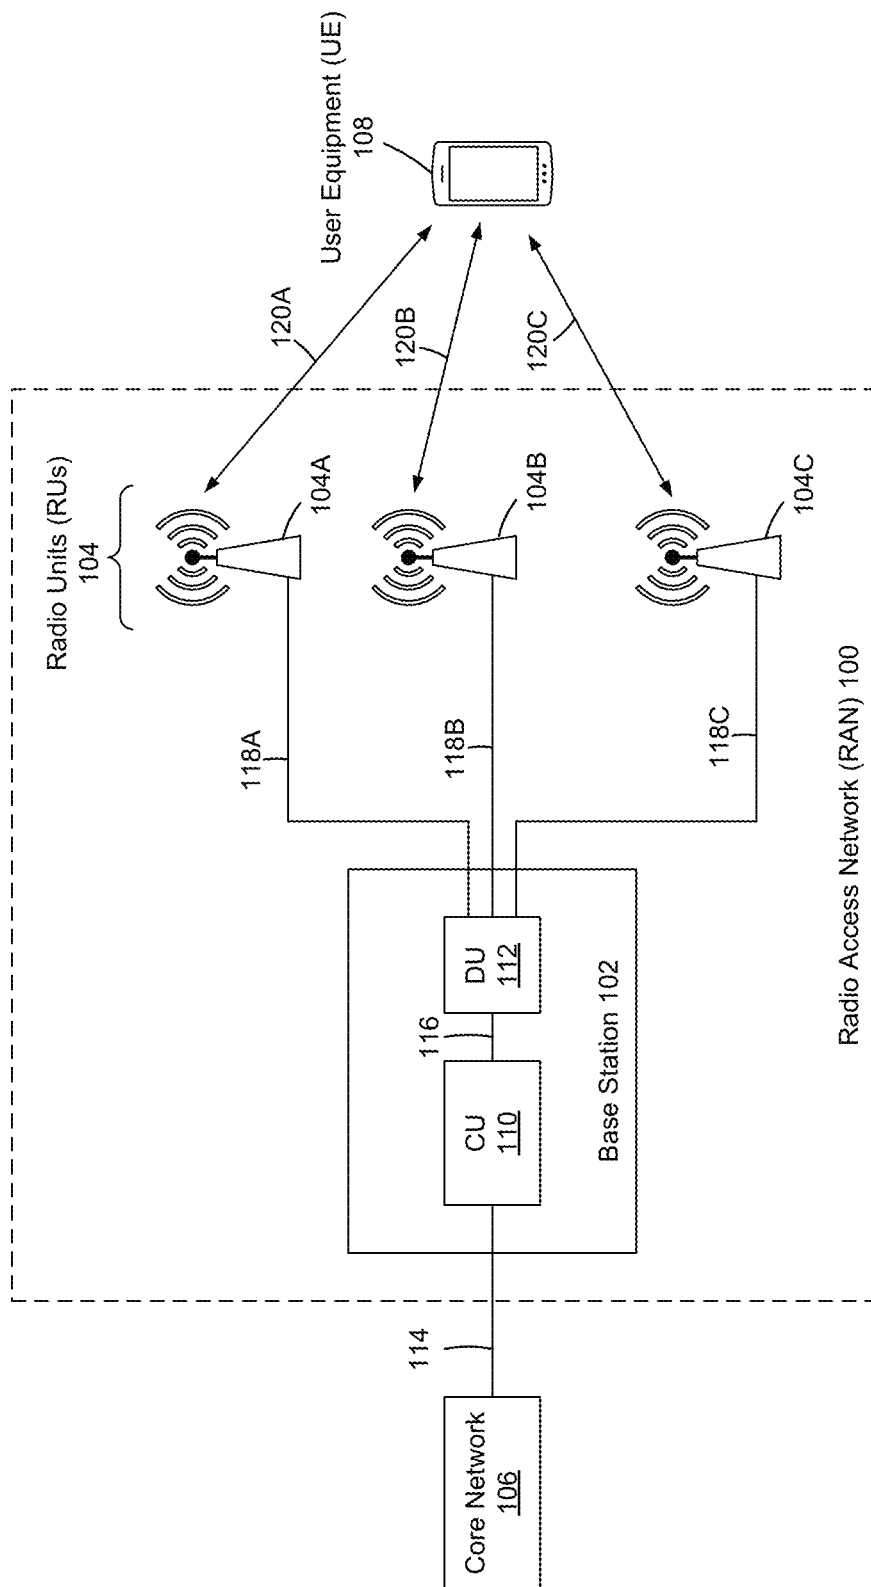 Core Network
106
114
CU
110
116
DU
112
Base Station 102
118A
118B
118C
Radio Units (RUs)
104
104A
104B
104C
Radio Access Network (RAN) 100
120A
120B
120C
User Equipment (UE)
108